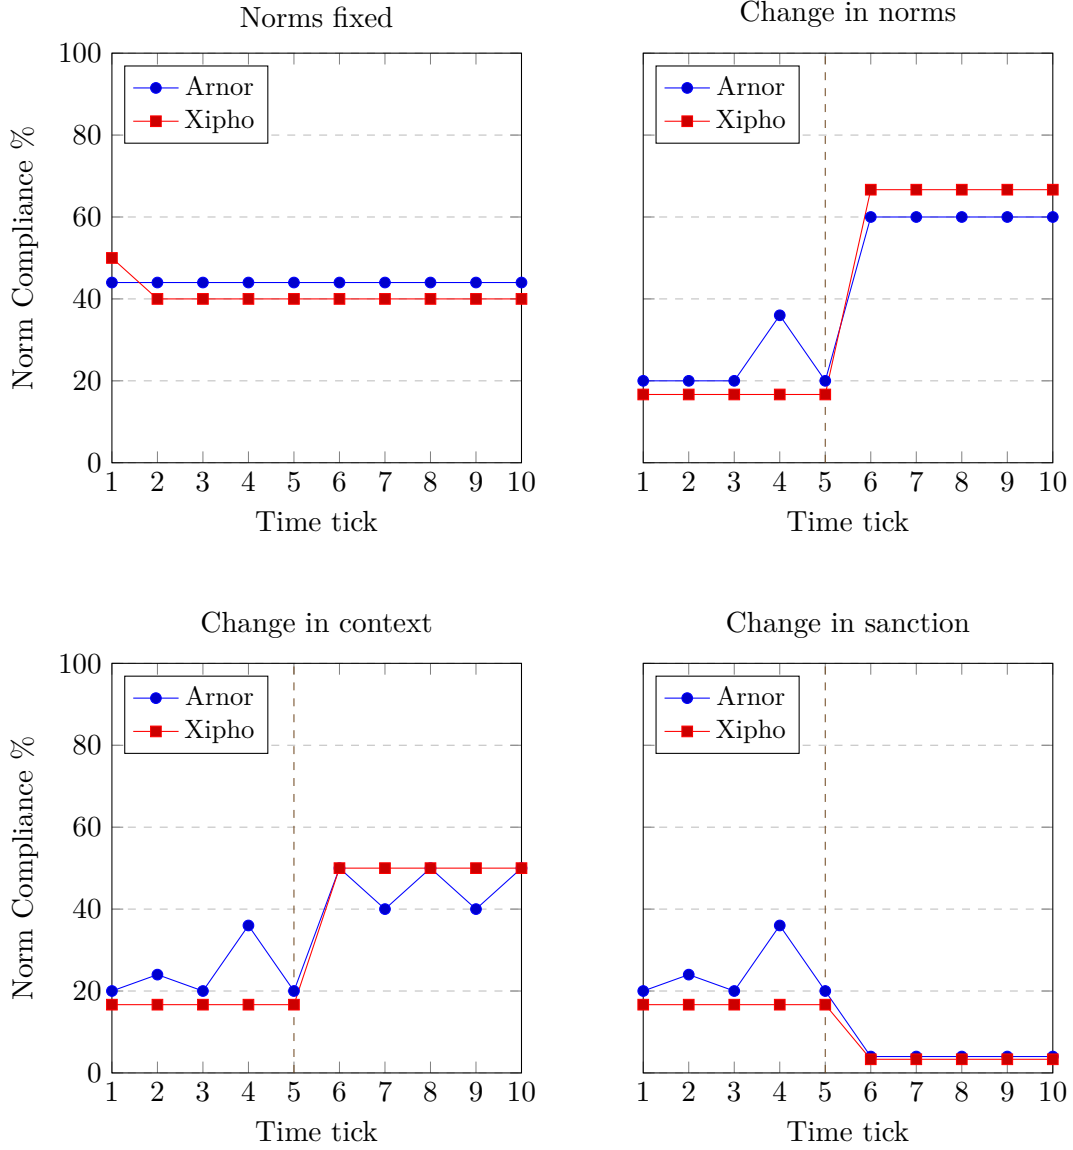 Norms fixed
Norm Compliance %
100
80
60
40
20
0
Arnor
Xipho
1 2 3 4 5 6 7 8 9 10
Time tick
Change in norms
Arnor
Xipho
1 2 3 4 5 6 7 8 9 10
Time tick
Change in context
Norm Compliance %
100
80
60
40
20
0
Arnor
Xipho
1 2 3 4 5 6 7 8 9 10
Time tick
Change in sanction
Arnor
Xipho
1 2 3 4 5 6 7 8 9 10
Time tick